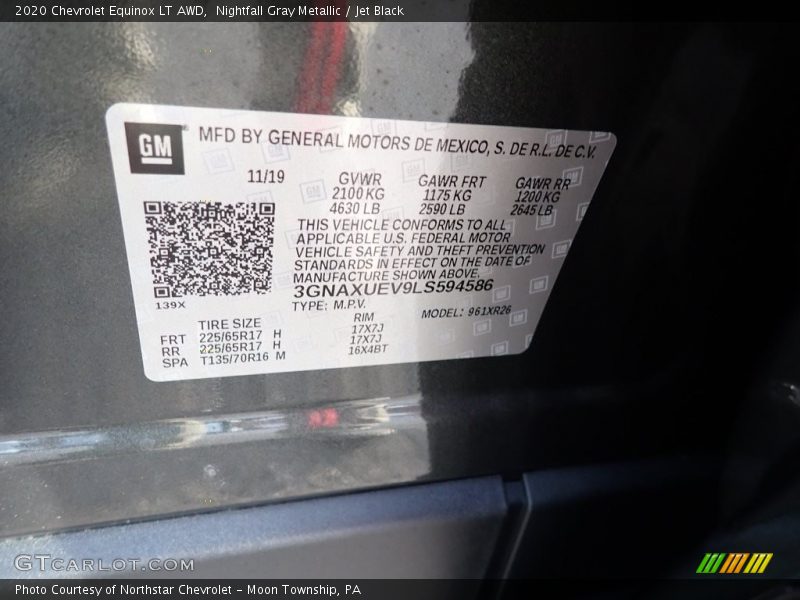 2020 Chevrolet Equinox LT AWD, Nightfall Gray Metallic / Jet Black
GM
MFD BY GENERAL MOTORS DE MEXICO, S. DE R.L. DE C.V.
11/19 GVWR GAWR FRT GAWR RR
2100 KG 1175 KG 1200 KG
4630 LB 2590 LB 2645 LB
THIS VEHICLE CONFORMS TO ALL
APPLICABLE U.S. FEDERAL MOTOR
VEHICLE SAFETY AND THEFT PREVENTION
STANDARDS IN EFFECT ON THE DATE OF
MANUFACTURE SHOWN ABOVE.
3GNAXUEV9LS594586
139X
TYPE: M.P.V. MODEL: 961XR26
TIRE SIZE RIM
FRT 225/65R17 H 17X7J
RR 225/65R17 H 17X7J
SPA T135/70R16 M 16X4BT
GTCARLOT.COM
Photo Courtesy of Northstar Chevrolet - Moon Township, PA